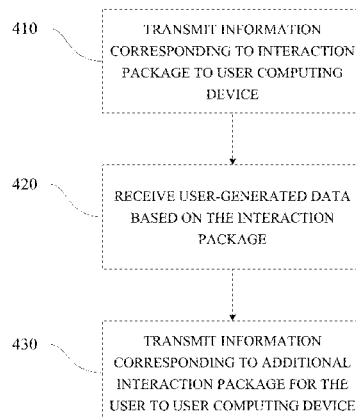 410
TRANSMIT INFORMATION
CORRESPONDING TO INTERACTION
PACKAGE TO USER COMPUTING
DEVICE
420
RECEIVE USER-GENERATED DATA
BASED ON THE INTERACTION
PACKAGE
430
TRANSMIT INFORMATION
CORRESPONDING TO ADDITIONAL
INTERACTION PACKAGE FOR THE
USER TO USER COMPUTING DEVICE